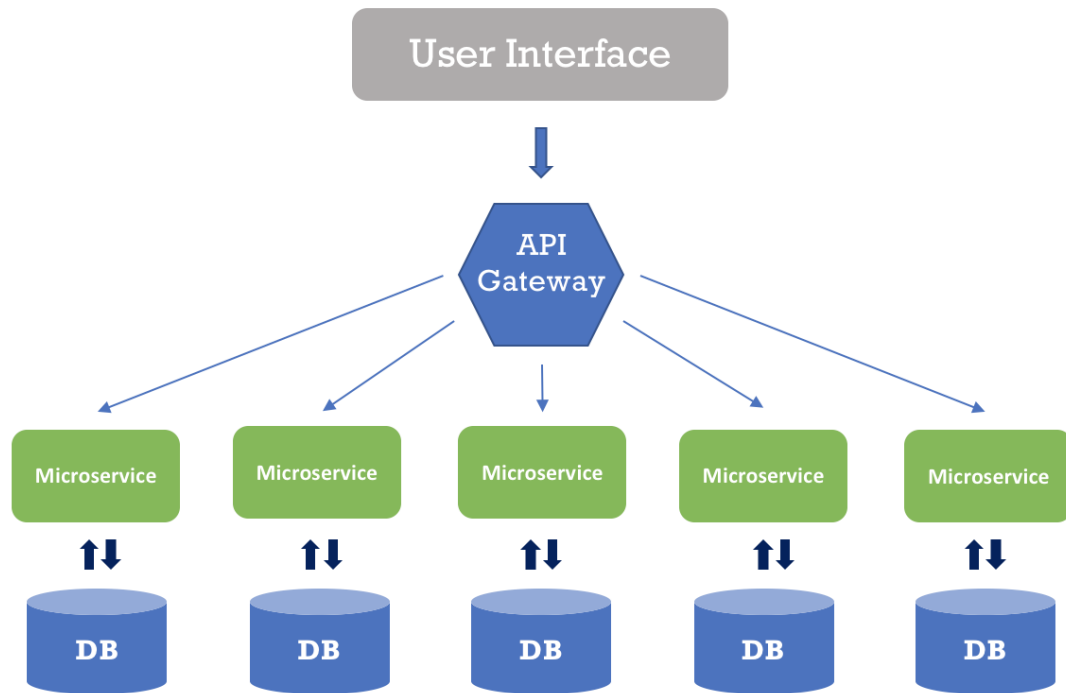 User Interface
API
Gateway
Microservice
Microservice
Microservice
Microservice
Microservice
DB
DB
DB
DB
DB